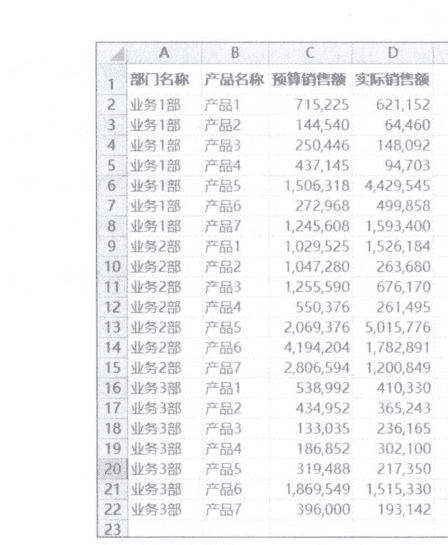 A B C D
1 部门名称 产品名称 预算销售额 实际销售额
2 业务1部 产品1 715,225 621,152
3 业务1部 产品2 144,540 64,460
4 业务1部 产品3 250,446 148,092
5 业务1部 产品4 437,145 94,703
6 业务1部 产品5 1,506,318 4,429,545
7 业务1部 产品6 272,968 499,858
8 业务1部 产品7 1,245,608 1,593,400
9 业务2部 产品1 1,029,525 1,526,184
10 业务2部 产品2 1,047,280 263,680
11 业务2部 产品3 1,255,590 676,170
12 业务2部 产品4 550,376 261,495
13 业务2部 产品5 2,069,376 5,015,776
14 业务2部 产品6 4,194,204 1,782,891
15 业务2部 产品7 2,806,594 1,200,849
16 业务3部 产品1 538,992 410,330
17 业务3部 产品2 434,952 365,243
18 业务3部 产品3 133,035 236,165
19 业务3部 产品4 186,852 302,100
20 业务3部 产品5 319,488 217,350
21 业务3部 产品6 1,869,549 1,515,330
22 业务3部 产品7 396,000 193,142
23